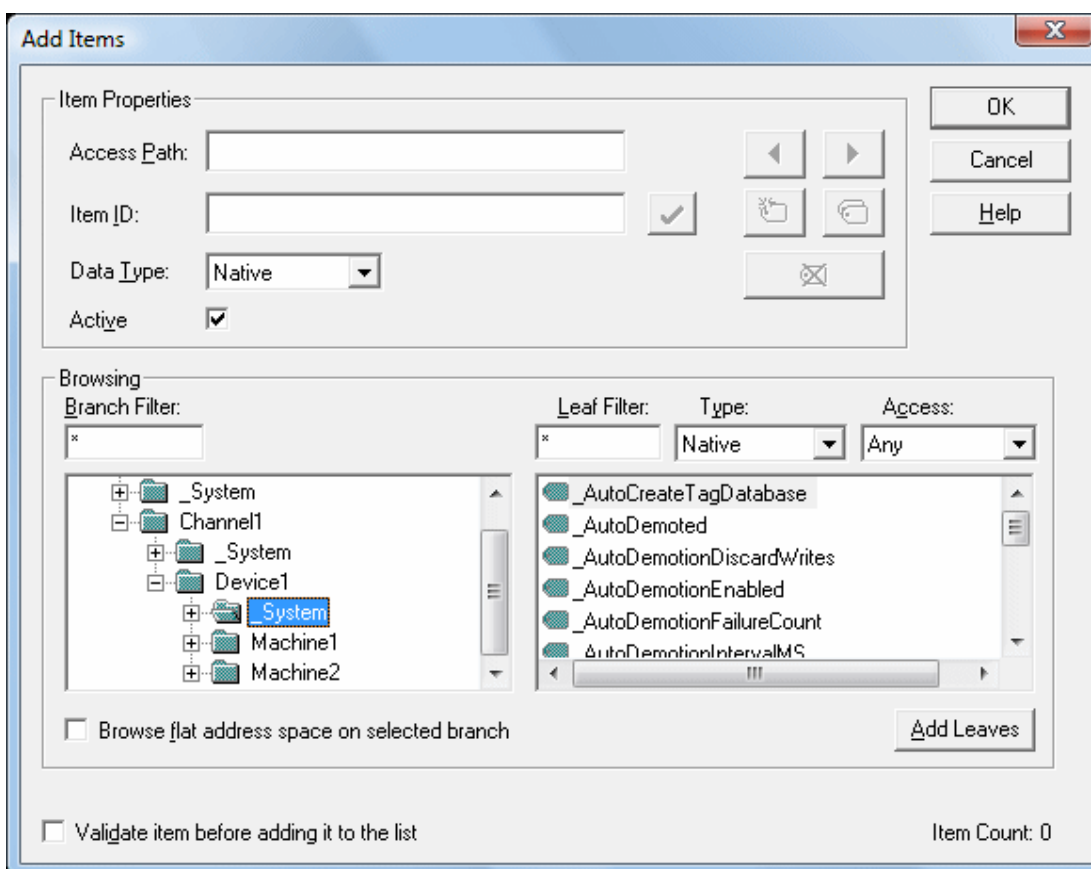 Add Items
Item Properties
OK
Access Path:
Cancel
Item ID:
Help
Data Type: Native
Active
Browsing
Branch Filter: Leaf Filter: Type: Access:
* * Native Any
_System _AutoCreateTagDatabase
Channel1 _AutoDemoted
_System _AutoDemotionDiscardWrites
Device1 _AutoDemotionEnabled
_System _AutoDemotionFailureCount
Machine1 _AutoDemotionIntervalMS
Machine2
Browse flat address space on selected branch Add Leaves
Validate item before adding it to the list Item Count: 0